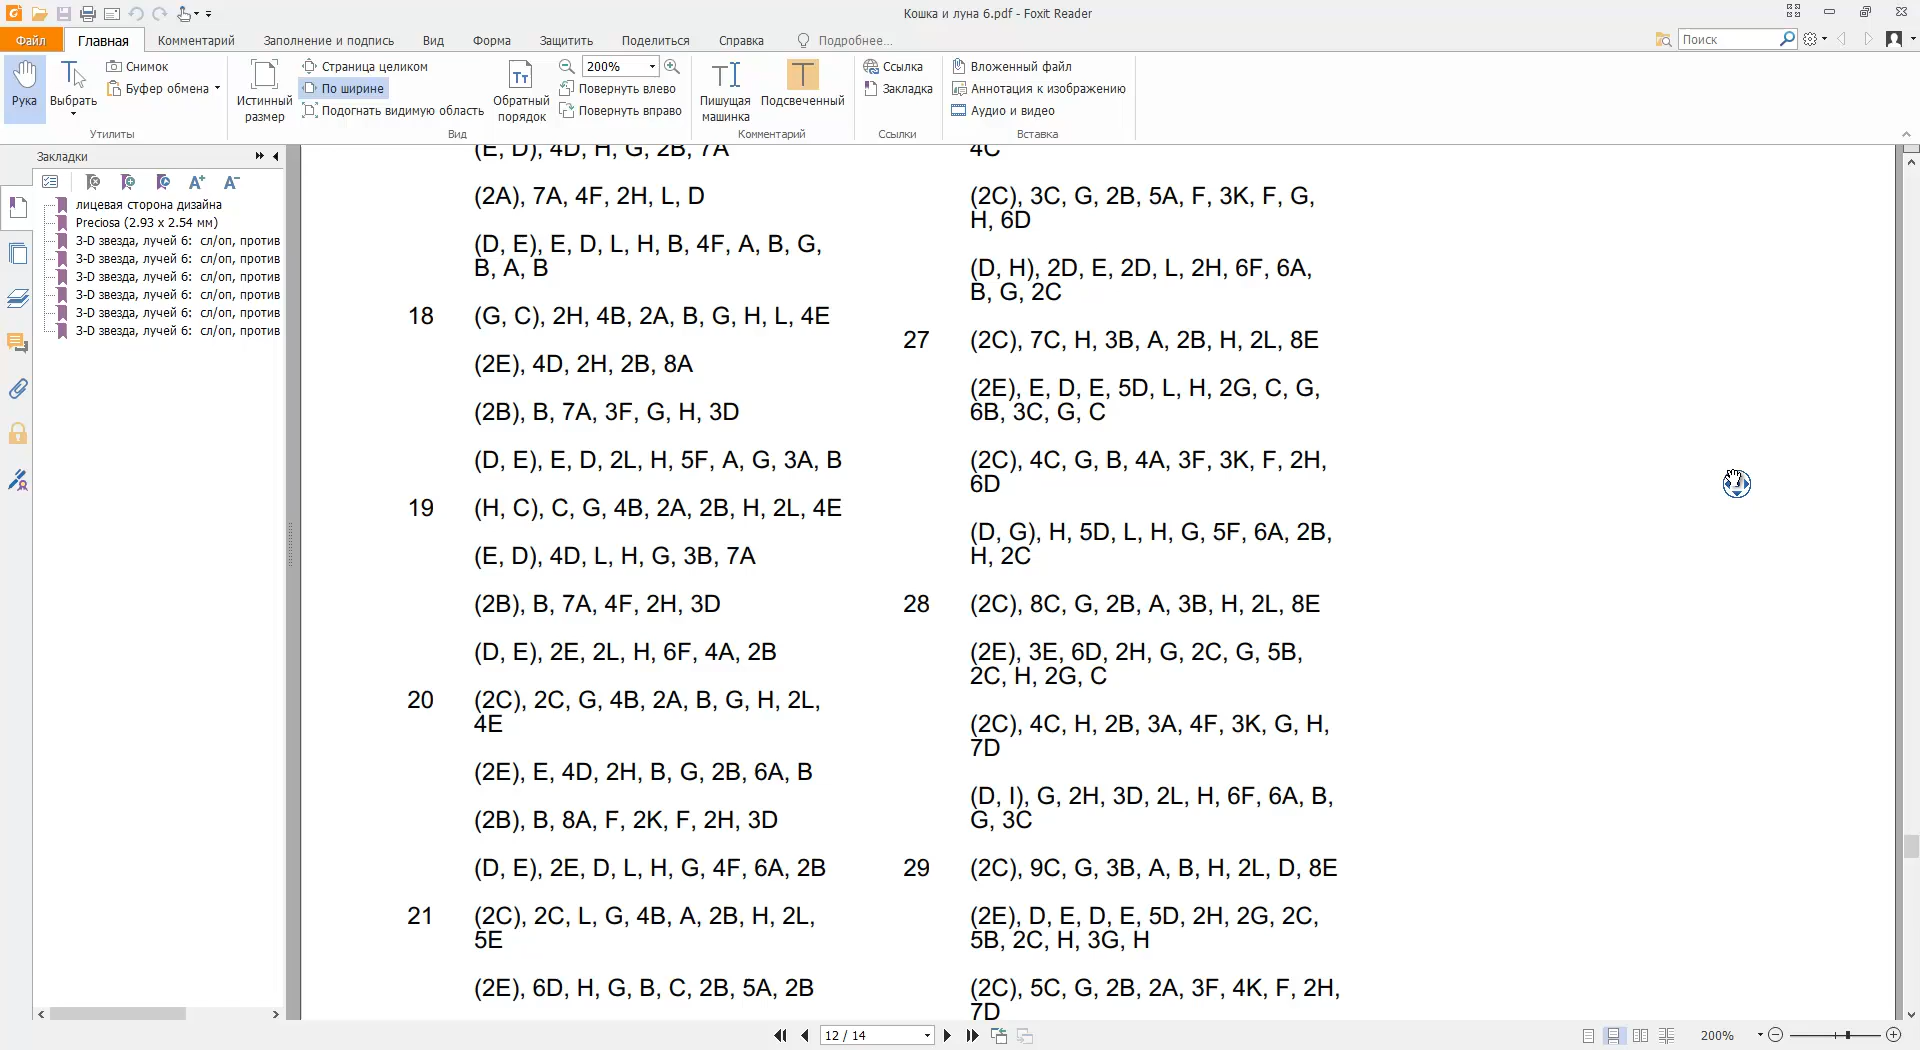 Кошка и луна 6.pdf - Foxit Reader
Файл
Главная
Комментарий
Заполнение и подпись
Вид
Форма
Защитить
Поделиться
Справка
Подробнее...
Поиск
Рука
Выбрать
Снимок
Буфер обмена
Утилиты
Истинный размер
Страница целиком
По ширине
Подогнать видимую область
Обратный порядок
200%
Повернуть влево
Повернуть вправо
Вид
Пишущая машинка
Подсвеченный
Комментарий
Ссылка
Закладка
Ссылки
Вложенный файл
Аннотация к изображению
Аудио и видео
Вставка
Закладки
лицевая сторона дизайна
Preciosa (2.93 x 2.54 мм)
3-D звезда, лучей 6: сл/оп, против
3-D звезда, лучей 6: сл/оп, против
3-D звезда, лучей 6: сл/оп, против
3-D звезда, лучей 6: сл/оп, против
3-D звезда, лучей 6: сл/оп, против
3-D звезда, лучей 6: сл/оп, против
(E, D), 4D, H, G, 2B, 7A
(2A), 7A, 4F, 2H, L, D
(D, E), E, D, L, H, B, 4F, A, B, G,
B, A, B
18 (G, C), 2H, 4B, 2A, B, G, H, L, 4E
(2E), 4D, 2H, 2B, 8A
(2B), B, 7A, 3F, G, H, 3D
(D, E), E, D, 2L, H, 5F, A, G, 3A, B
19 (H, C), C, G, 4B, 2A, 2B, H, 2L, 4E
(E, D), 4D, L, H, G, 3B, 7A
(2B), B, 7A, 4F, 2H, 3D
(D, E), 2E, 2L, H, 6F, 4A, 2B
20 (2C), 2C, G, 4B, 2A, B, G, H, 2L,
4E
(2E), E, 4D, 2H, B, G, 2B, 6A, B
(2B), B, 8A, F, 2K, F, 2H, 3D
(D, E), 2E, D, L, H, G, 4F, 6A, 2B
21 (2C), 2C, L, G, 4B, A, 2B, H, 2L,
5E
(2E), 6D, H, G, B, C, 2B, 5A, 2B
4C
(2C), 3C, G, 2B, 5A, F, 3K, F, G,
H, 6D
(D, H), 2D, E, 2D, L, 2H, 6F, 6A,
B, G, 2C
27 (2C), 7C, H, 3B, A, 2B, H, 2L, 8E
(2E), E, D, E, 5D, L, H, 2G, C, G,
6B, 3C, G, C
(2C), 4C, G, B, 4A, 3F, 3K, F, 2H,
6D
(D, G), H, 5D, L, H, G, 5F, 6A, 2B,
H, 2C
28 (2C), 8C, G, 2B, A, 3B, H, 2L, 8E
(2E), 3E, 6D, 2H, G, 2C, G, 5B,
2C, H, 2G, C
(2C), 4C, H, 2B, 3A, 4F, 3K, G, H,
7D
(D, I), G, 2H, 3D, 2L, H, 6F, 6A, B,
G, 3C
29 (2C), 9C, G, 3B, A, B, H, 2L, D, 8E
(2E), D, E, D, E, 5D, 2H, 2G, 2C,
5B, 2C, H, 3G, H
(2C), 5C, G, 2B, 2A, 3F, 4K, F, 2H,
7D
12 / 14
200%